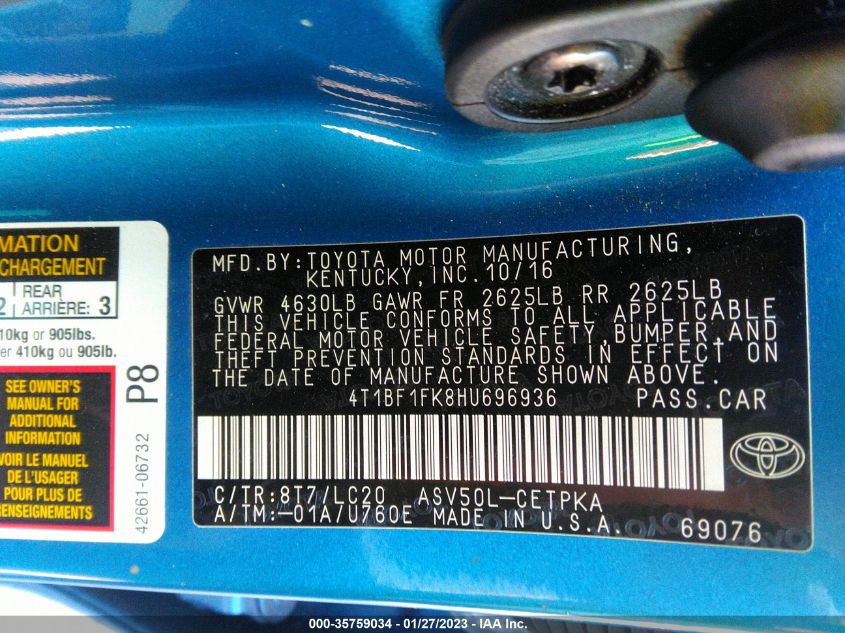 MATION
CHARGEMENT
2 REAR ARRIÈRE: 3
10kg or 905lbs.
er 410kg ou 905lb.
SEE OWNER'S
MANUAL FOR
ADDITIONAL
INFORMATION
VOIR LE MANUEL
DE L'USAGER
POUR PLUS DE
RENSEIGNEMENTS
P8
42661-06732
MFD.BY:TOYOTA MOTOR MANUFACTURING,
KENTUCKY,INC.10/16
GVWR 4630LB GAWR FR 2625LB RR 2625LB
THIS VEHICLE CONFORMS TO ALL APPLICABLE
FEDERAL MOTOR VEHICLE SAFETY,BUMPER,AND
THEFT PREVENTION STANDARDS IN EFFECT ON
THE DATE OF MANUFACTURE SHOWN ABOVE.
4T1BF1FK8HU696936 PASS.CAR
C/TR:8T7/LC20 ASV50L-CETPKA
A/TM:-01A/U760E MADE IN U.S.A. 69076
000-35759034 - 01/27/2023 - IAA Inc.